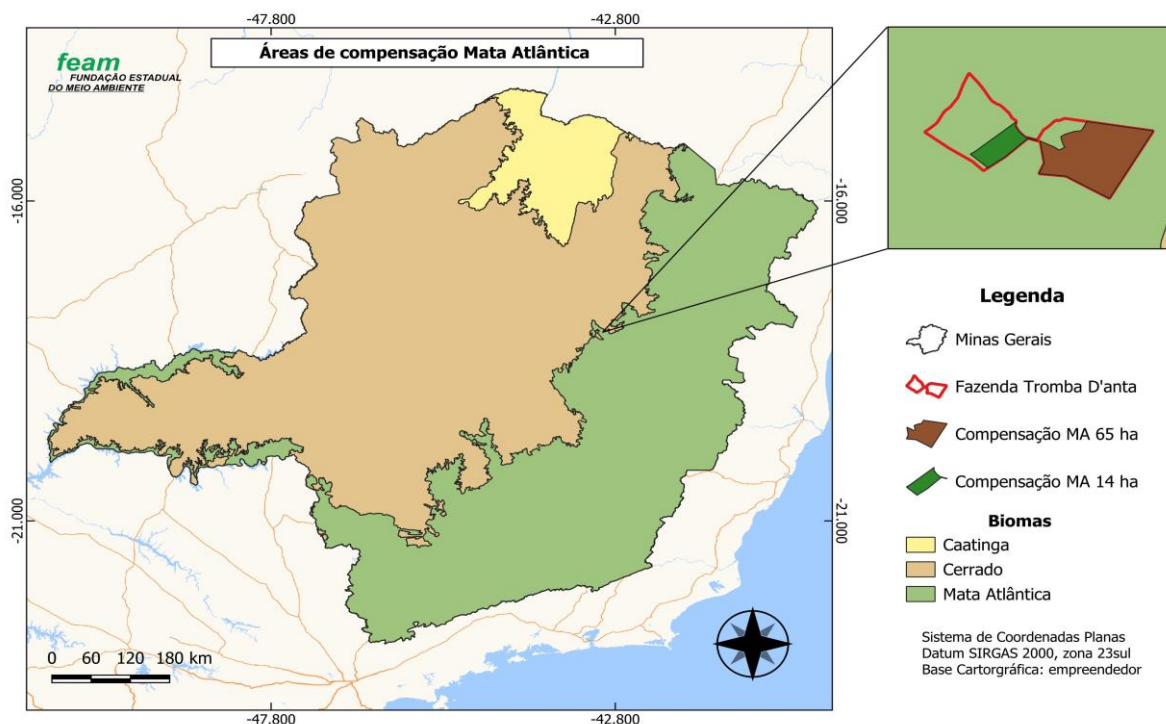 -47.800
-42.800
feam
FUNDAÇÃO ESTADUAL
DO MEIO AMBIENTE
Áreas de compensação Mata Atlântica
-16.000
-16.000
-21.000
-21.000
0 60 120 180 km
-47.800
-42.800
Legenda
Minas Gerais
Fazenda Tromba D'anta
Compensação MA 65 ha
Compensação MA 14 ha
Biomas
Caatinga
Cerrado
Mata Atlântica
Sistema de Coordenadas Planas
Datum SIRGAS 2000, zona 23sul
Base Cartorgráfica: empreendedor